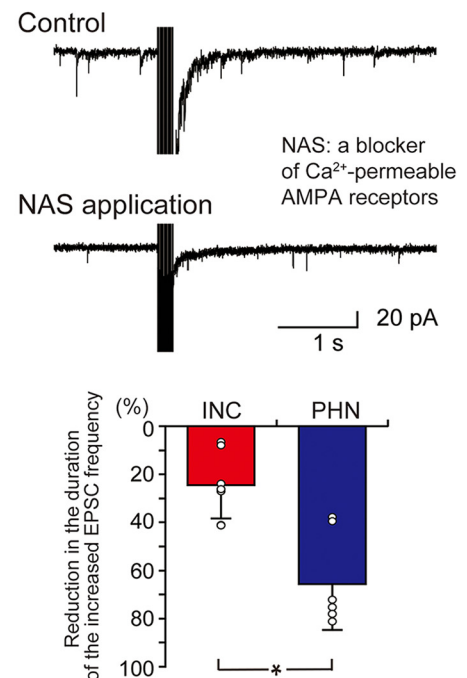 Control
NAS: a blocker
of Ca²⁺-permeable
AMPA receptors
NAS application
20 pA
1 s
(%)
INC
PHN
Reduction in the duration
of the increased EPSC frequency
0
20
40
60
80
100
*